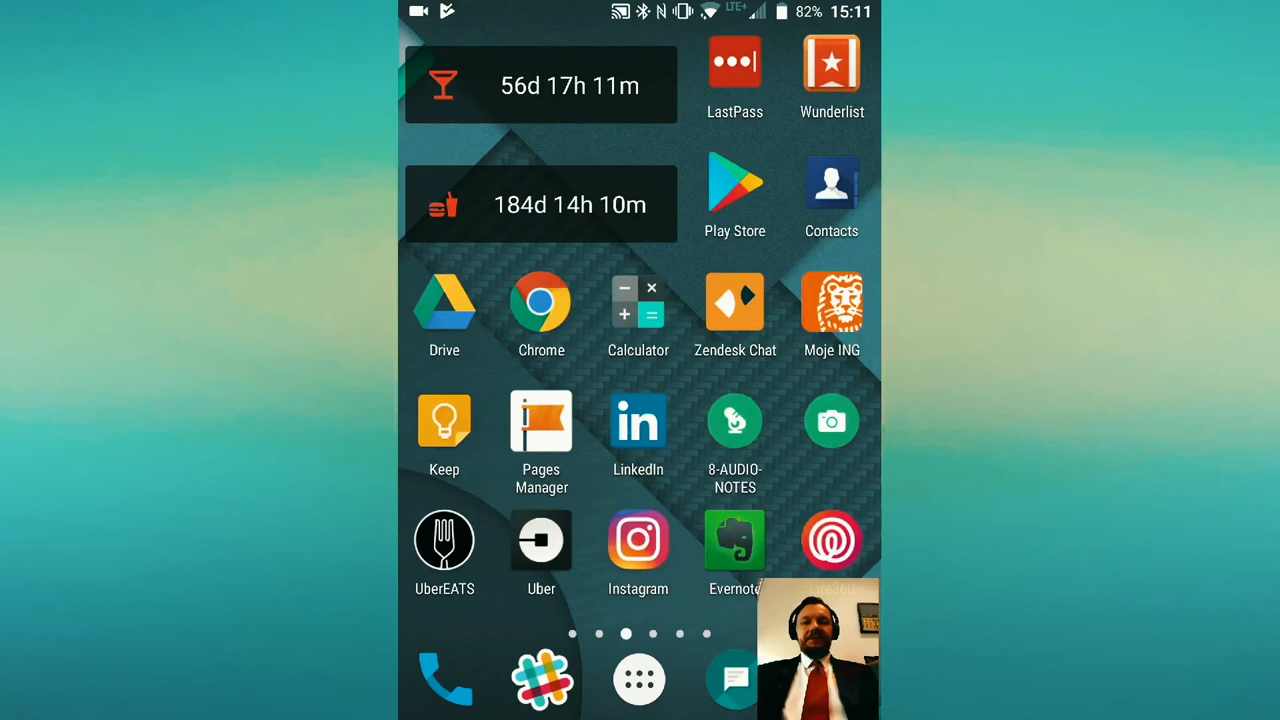 LTE+ 82% 15:11
56d 17h 11m
LastPass Wunderlist
184d 14h 10m
Play Store Contacts
Drive Chrome Calculator Zendesk Chat Moje ING
Keep Pages Manager LinkedIn 8-AUDIO-NOTES
UberEATS Uber Instagram Evernote